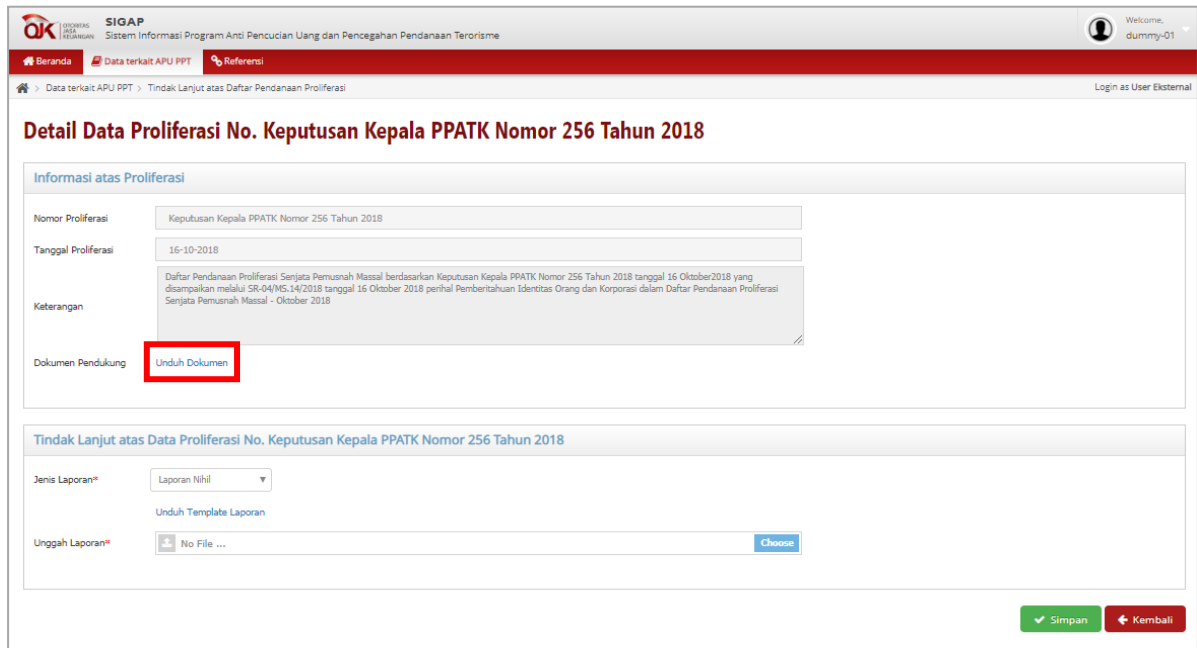 OJK OTORITAS JASA KEUANGAN
SIGAP
Sistem Informasi Program Anti Pencucian Uang dan Pencegahan Pendanaan Terorisme
Welcome,
dummy-01
Beranda Data terkait APU PPT Referensi
> Data terkait APU PPT > Tindak Lanjut atas Daftar Pendanaan Proliferasi Login as User Eksternal
Detail Data Proliferasi No. Keputusan Kepala PPATK Nomor 256 Tahun 2018
Informasi atas Proliferasi
Nomor Proliferasi Keputusan Kepala PPATK Nomor 256 Tahun 2018
Tanggal Proliferasi 16-10-2018
Keterangan
Daftar Pendanaan Proliferasi Senjata Pemusnah Massal berdasarkan Keputusan Kepala PPATK Nomor 256 Tahun 2018 tanggal 16 Oktober2018 yang
disampaikan melalui SR-04/MS.14/2018 tanggal 16 Oktober 2018 perihal Pemberitahuan Identitas Orang dan Korporasi dalam Daftar Pendanaan Proliferasi
Senjata Pemusnah Massal - Oktober 2018
Dokumen Pendukung Unduh Dokumen
Tindak Lanjut atas Data Proliferasi No. Keputusan Kepala PPATK Nomor 256 Tahun 2018
Jenis Laporan* Laporan Nihil
Unduh Template Laporan
Unggah Laporan* No File ... Choose
Simpan Kembali